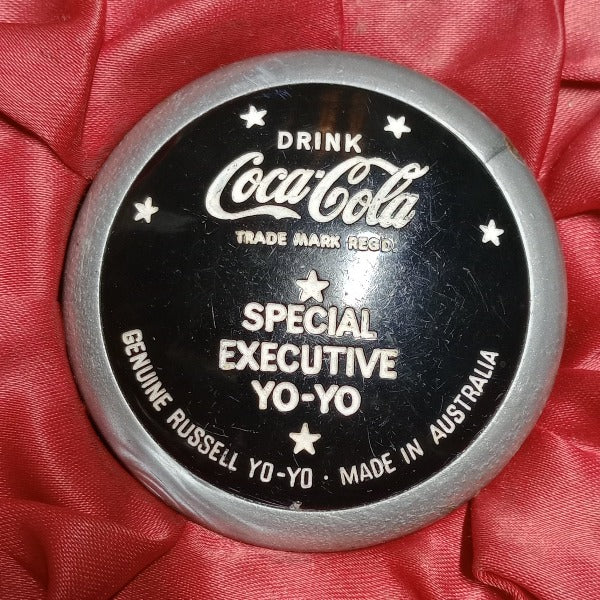 DRINK
Coca-Cola
TRADE MARK REGD
SPECIAL
EXECUTIVE
YO-YO
GENUINE RUSSELL YO-YO · MADE IN AUSTRALIA